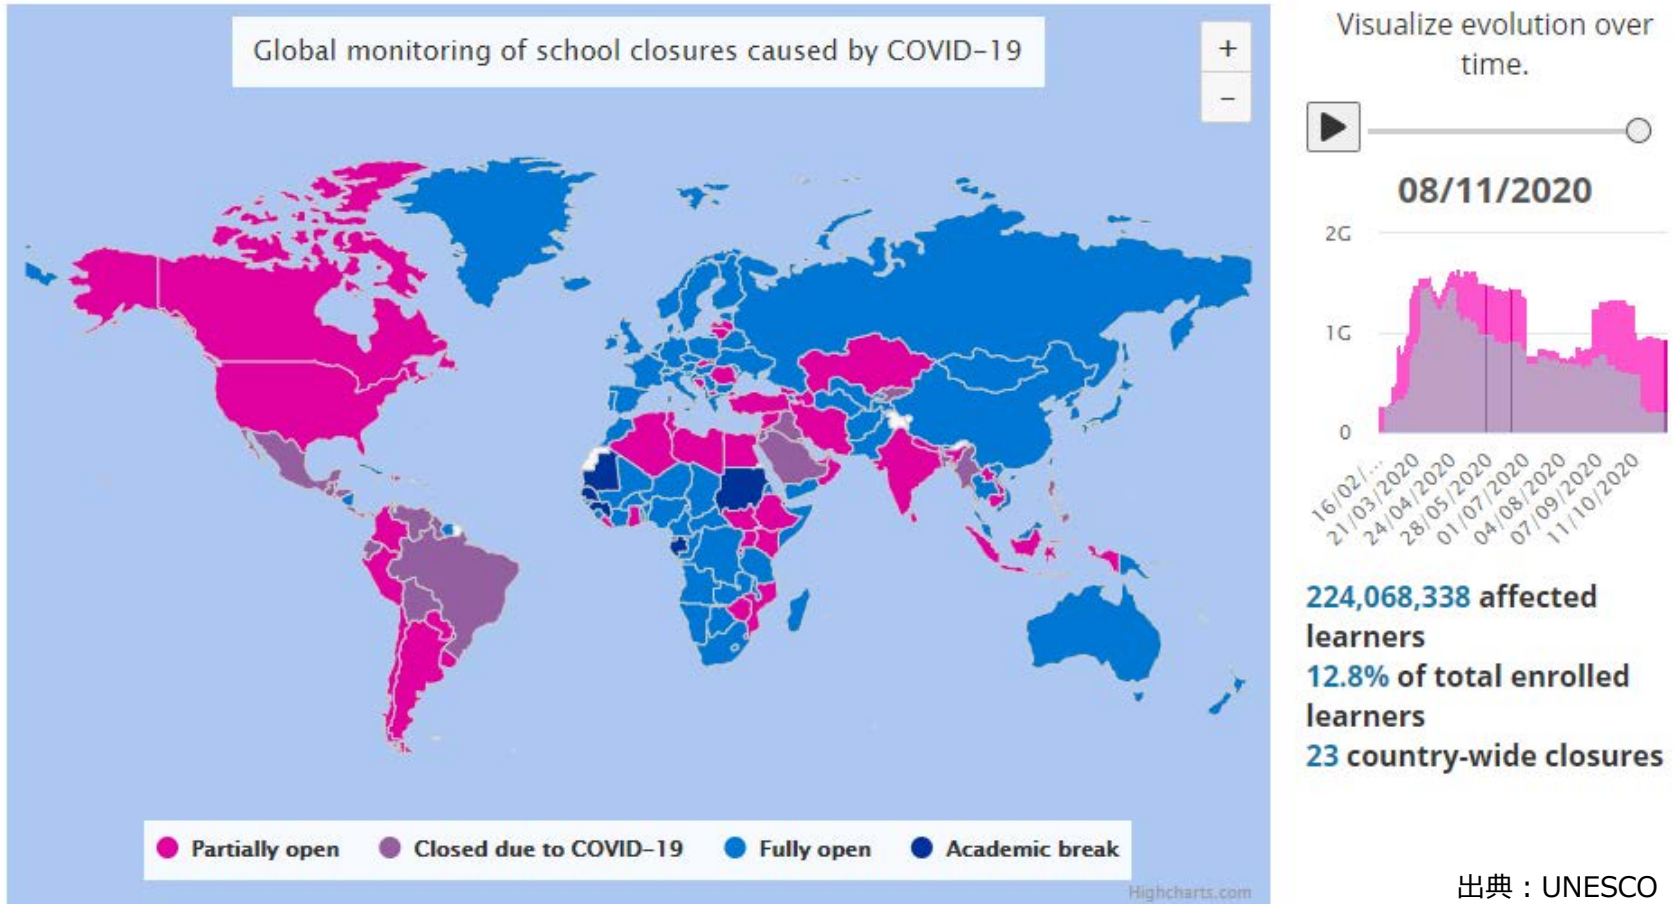 Global monitoring of school closures caused by COVID-19
+
−
Partially open
Closed due to COVID-19
Fully open
Academic break
Highcharts.com
Visualize evolution over
time.
08/11/2020
2G
1G
0
16/02/...
21/03/2020
24/04/2020
28/05/2020
01/07/2020
04/08/2020
07/09/2020
11/10/2020
224,068,338 affected
learners
12.8% of total enrolled
learners
23 country-wide closures
出典：UNESCO